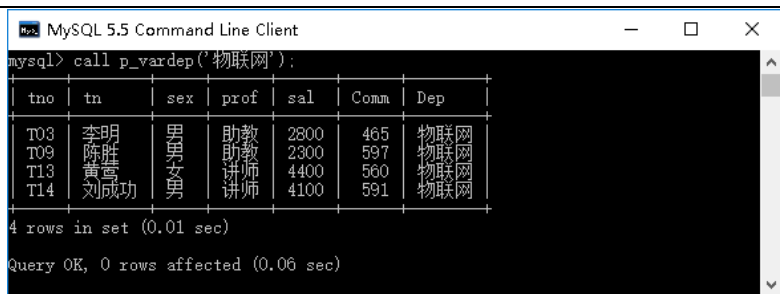 MySQL 5.5 Command Line Client
mysql> call p_vardep('物联网');
tno | tn | sex | prof | sal | Comm | Dep
T03 | 李明 | 男 | 助教 | 2800 | 465 | 物联网
T09 | 陈胜 | 男 | 助教 | 2300 | 597 | 物联网
T13 | 黄莺 | 女 | 讲师 | 4400 | 560 | 物联网
T14 | 刘成功 | 男 | 讲师 | 4100 | 591 | 物联网
4 rows in set (0.01 sec)
Query OK, 0 rows affected (0.06 sec)